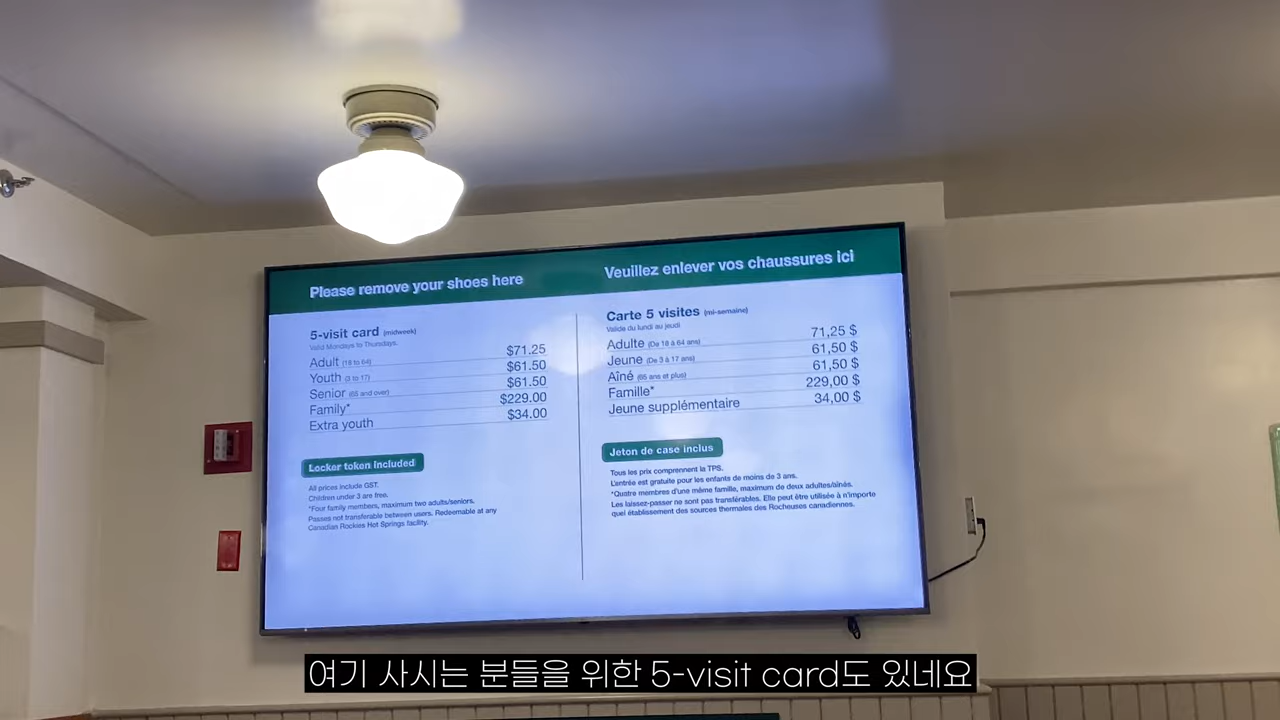 Please remove your shoes here
5-visit card (midweek)
Valid Mondays to Thursdays.
Adult (18 to 64) $71.25
Youth (3 to 17) $61.50
Senior (65 and over) $61.50
Family* $229.00
Extra youth $34.00
Locker token included
All prices include GST.
Children under 3 are free.
*Four family members, maximum two adults/seniors.
Passes not transferable between users. Redeemable at any
Canadian Rockies Hot Springs facility.
Veuillez enlever vos chaussures ici
Carte 5 visites (mi-semaine)
Valide du lundi au jeudi
Adulte (De 18 à 64 ans) 71,25 $
Jeune (De 3 à 17 ans) 61,50 $
Aîné (65 ans et plus) 61,50 $
Famille* 229,00 $
Jeune supplémentaire 34,00 $
Jeton de case inclus
Tous les prix comprennent la TPS.
L'entrée est gratuite pour les enfants de moins de 3 ans.
*Quatre membres d'une même famille, maximum de deux adultes/aînés.
Les laissez-passer ne sont pas transférables. Elle peut être utilisée à n'importe
quel établissement des sources thermales des Rocheuses canadiennes.
여기 사시는 분들을 위한 5-visit card도 있네요